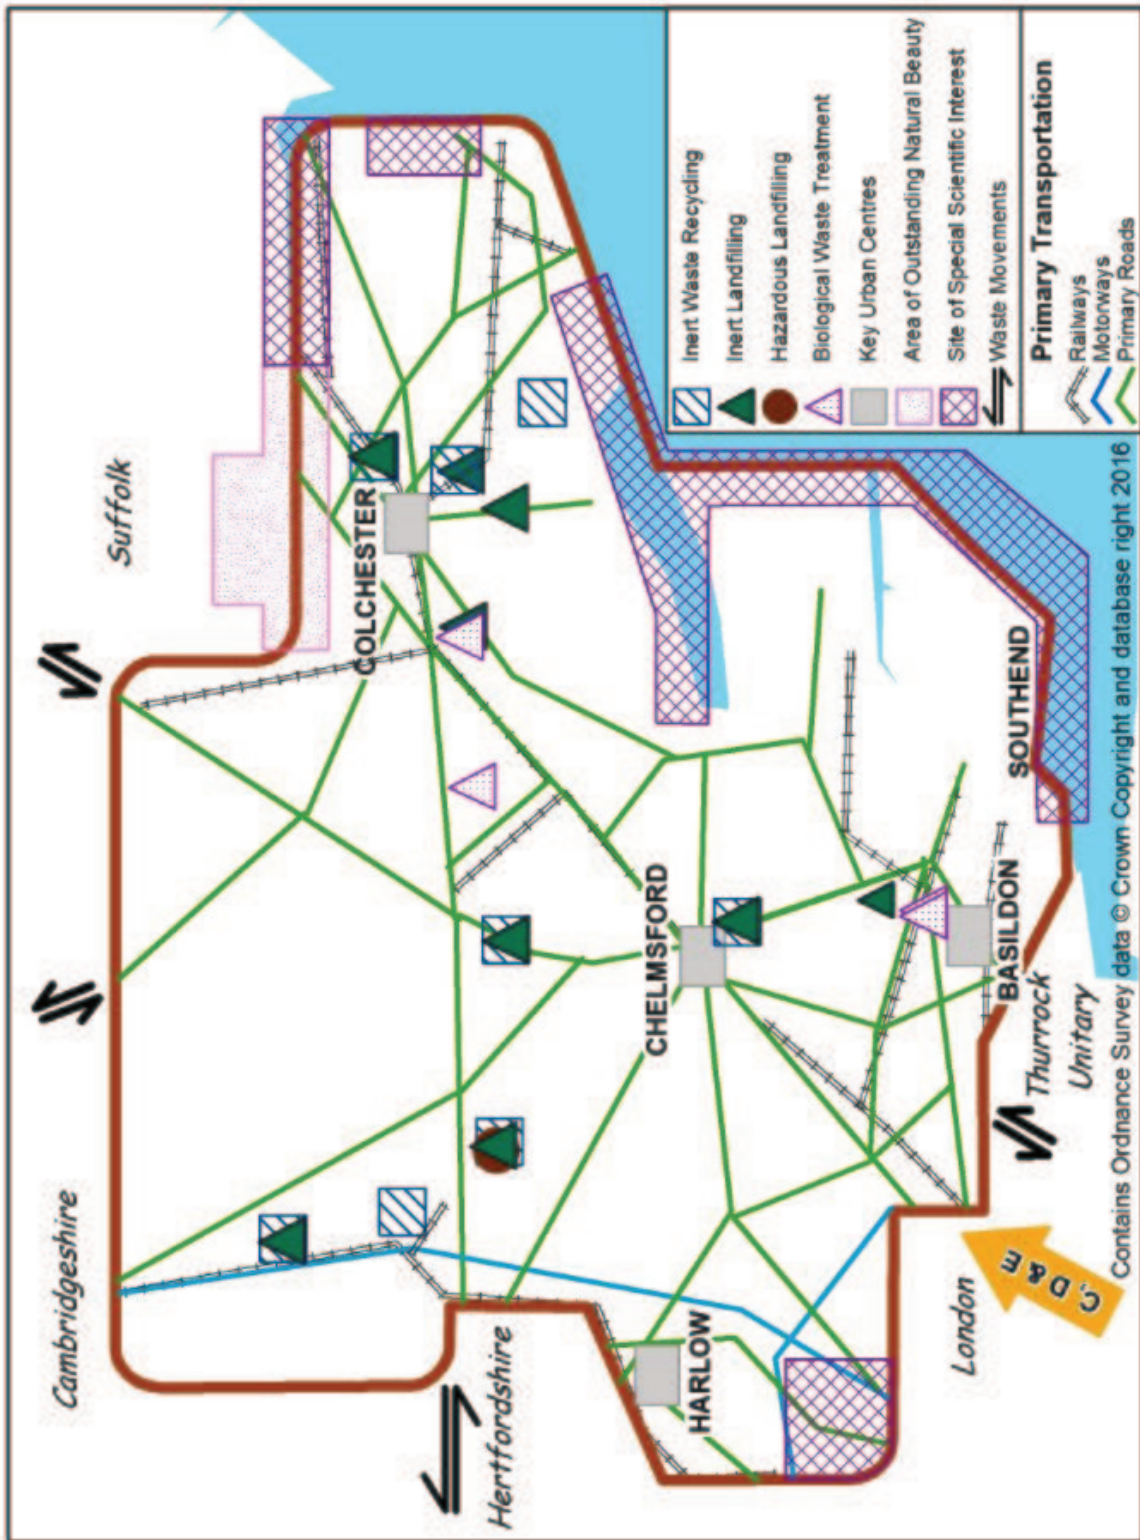 Cambridgeshire
Suffolk
Hertfordshire
COLCHESTER
CHELMSFORD
HARLOW
BASILDON
SOUTHEND
London
C, D & E
Thurrock
Unitary
Inert Waste Recycling
Inert Landfilling
Hazardous Landfilling
Biological Waste Treatment
Key Urban Centres
Area of Outstanding Natural Beauty
Site of Special Scientific Interest
Waste Movements
Primary Transportation
Railways
Motorways
Primary Roads
Contains Ordnance Survey data © Crown Copyright and database right 2016